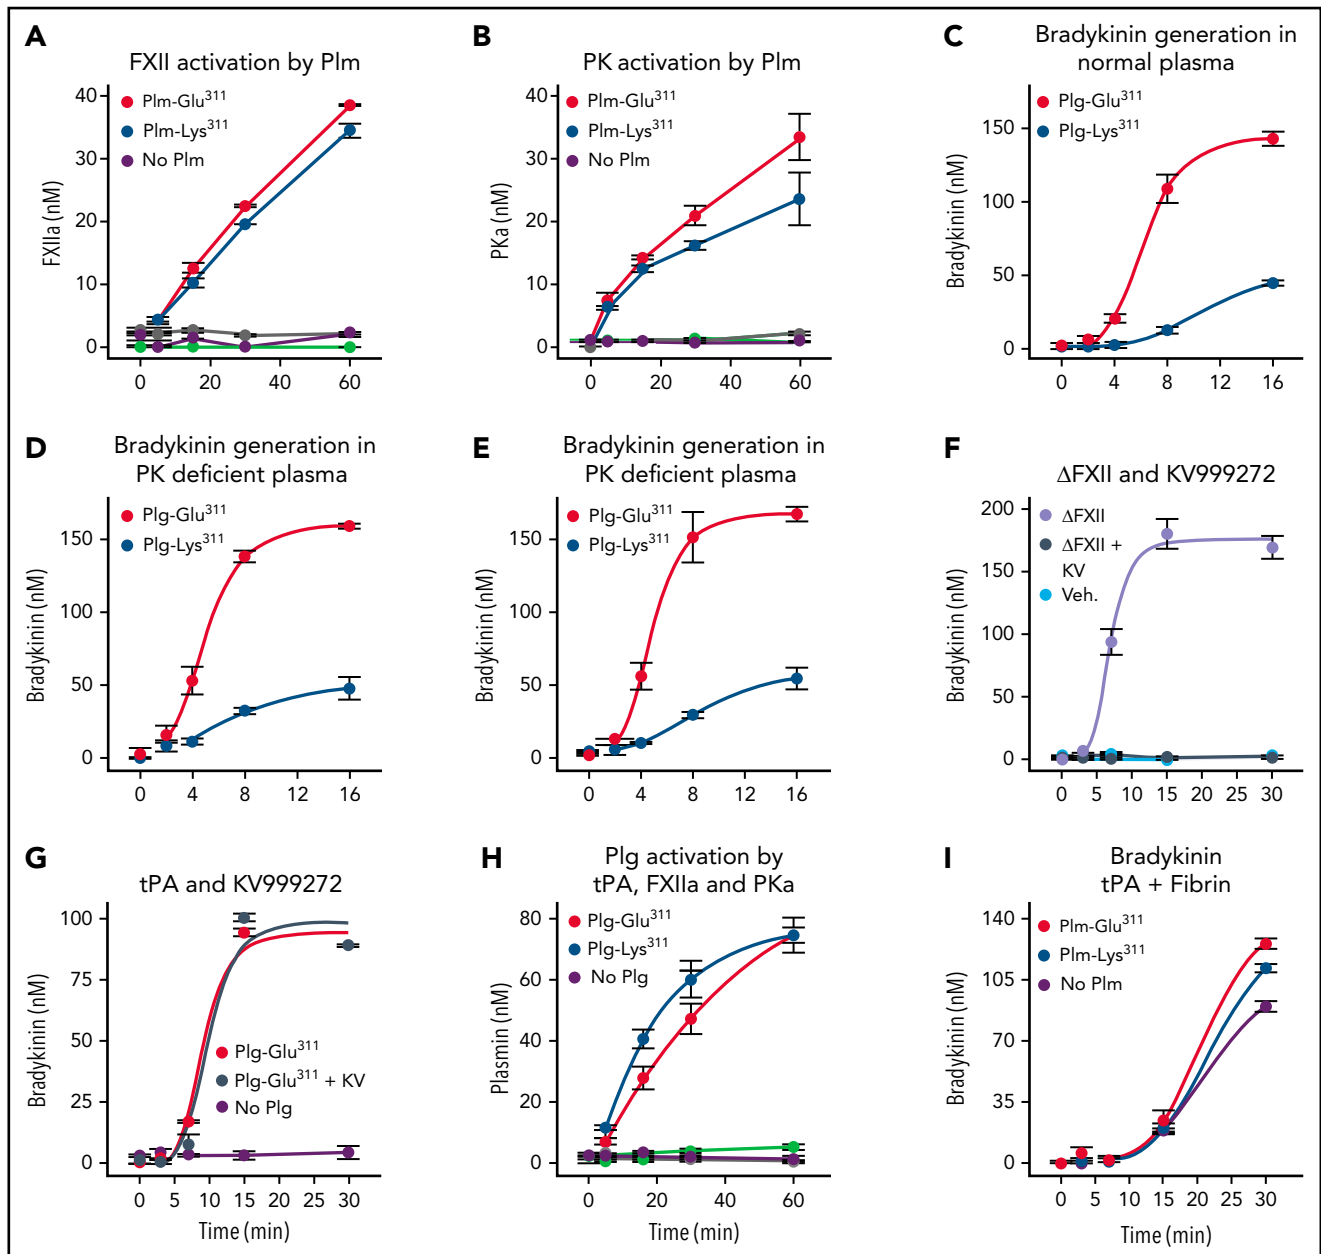 A
FXII activation by Plm
Plm-Glu³¹¹
Plm-Lys³¹¹
No Plm
FXIIa (nM)
40
30
20
10
0
0 20 40 60
B
PK activation by Plm
Plm-Glu³¹¹
Plm-Lys³¹¹
No Plm
PKa (nM)
40
30
20
10
0
0 20 40 60
C
Bradykinin generation in
normal plasma
Plg-Glu³¹¹
Plg-Lys³¹¹
Bradykinin (nM)
150
100
50
0
0 4 8 12 16
D
Bradykinin generation in
PK deficient plasma
Plg-Glu³¹¹
Plg-Lys³¹¹
Bradykinin (nM)
150
100
50
0
0 4 8 12 16
E
Bradykinin generation in
PK deficient plasma
Plg-Glu³¹¹
Plg-Lys³¹¹
Bradykinin (nM)
150
100
50
0
0 4 8 12 16
F
ΔFXII and KV999272
ΔFXII
ΔFXII +
KV
Veh.
Bradykinin (nM)
200
150
100
50
0
0 5 10 15 20 25 30
G
tPA and KV999272
Plg-Glu³¹¹
Plg-Glu³¹¹ + KV
No Plg
Bradykinin (nM)
100
75
50
25
0
0 5 10 15 20 25 30
Time (min)
H
Plg activation by
tPA, FXIIa and PKa
Plg-Glu³¹¹
Plg-Lys³¹¹
No Plg
Plasmin (nM)
80
60
40
20
0
0 20 40 60
Time (min)
I
Bradykinin
tPA + Fibrin
Plm-Glu³¹¹
Plm-Lys³¹¹
No Plm
Bradykinin (nM)
140
105
70
35
0
0 5 10 15 20 25 30
Time (min)